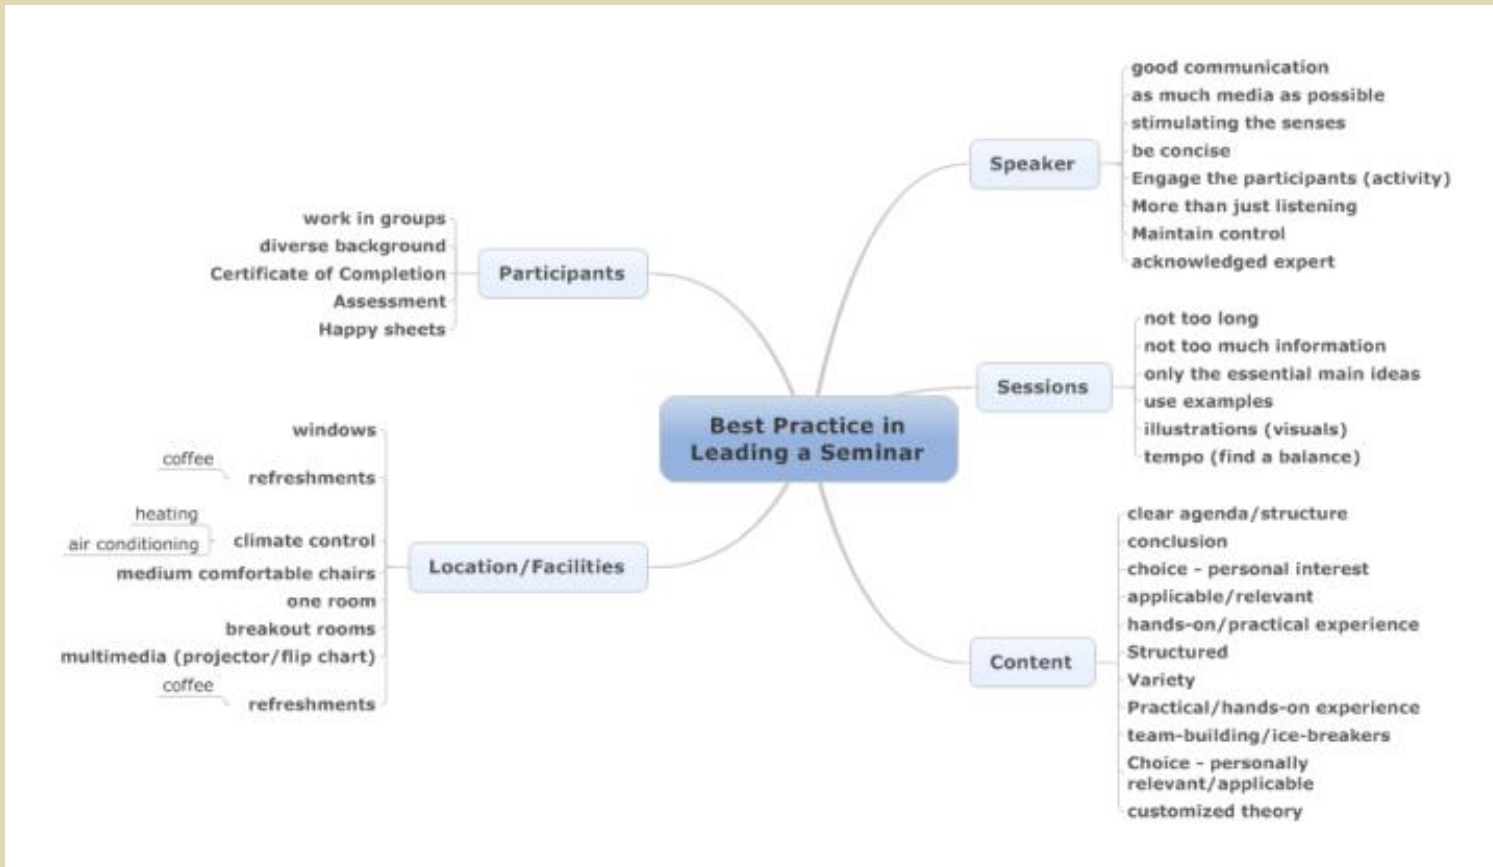 Best Practice in
Leading a Seminar
Speaker
good communication
as much media as possible
stimulating the senses
be concise
Engage the participants (activity)
More than just listening
Maintain control
acknowledged expert
Sessions
not too long
not too much information
only the essential main ideas
use examples
illustrations (visuals)
tempo (find a balance)
Content
clear agenda/structure
conclusion
choice - personal interest
applicable/relevant
hands-on/practical experience
Structured
Variety
Practical/hands-on experience
team-building/ice-breakers
Choice - personally
relevant/applicable
customized theory
Participants
work in groups
diverse background
Certificate of Completion
Assessment
Happy sheets
Location/Facilities
windows
refreshments
coffee
climate control
heating
air conditioning
medium comfortable chairs
one room
breakout rooms
multimedia (projector/flip chart)
refreshments
coffee